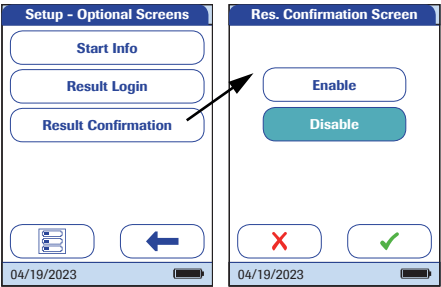 Setup - Optional Screens
Start Info
Result Login
Result Confirmation
04/19/2023
Res. Confirmation Screen
Enable
Disable
04/19/2023